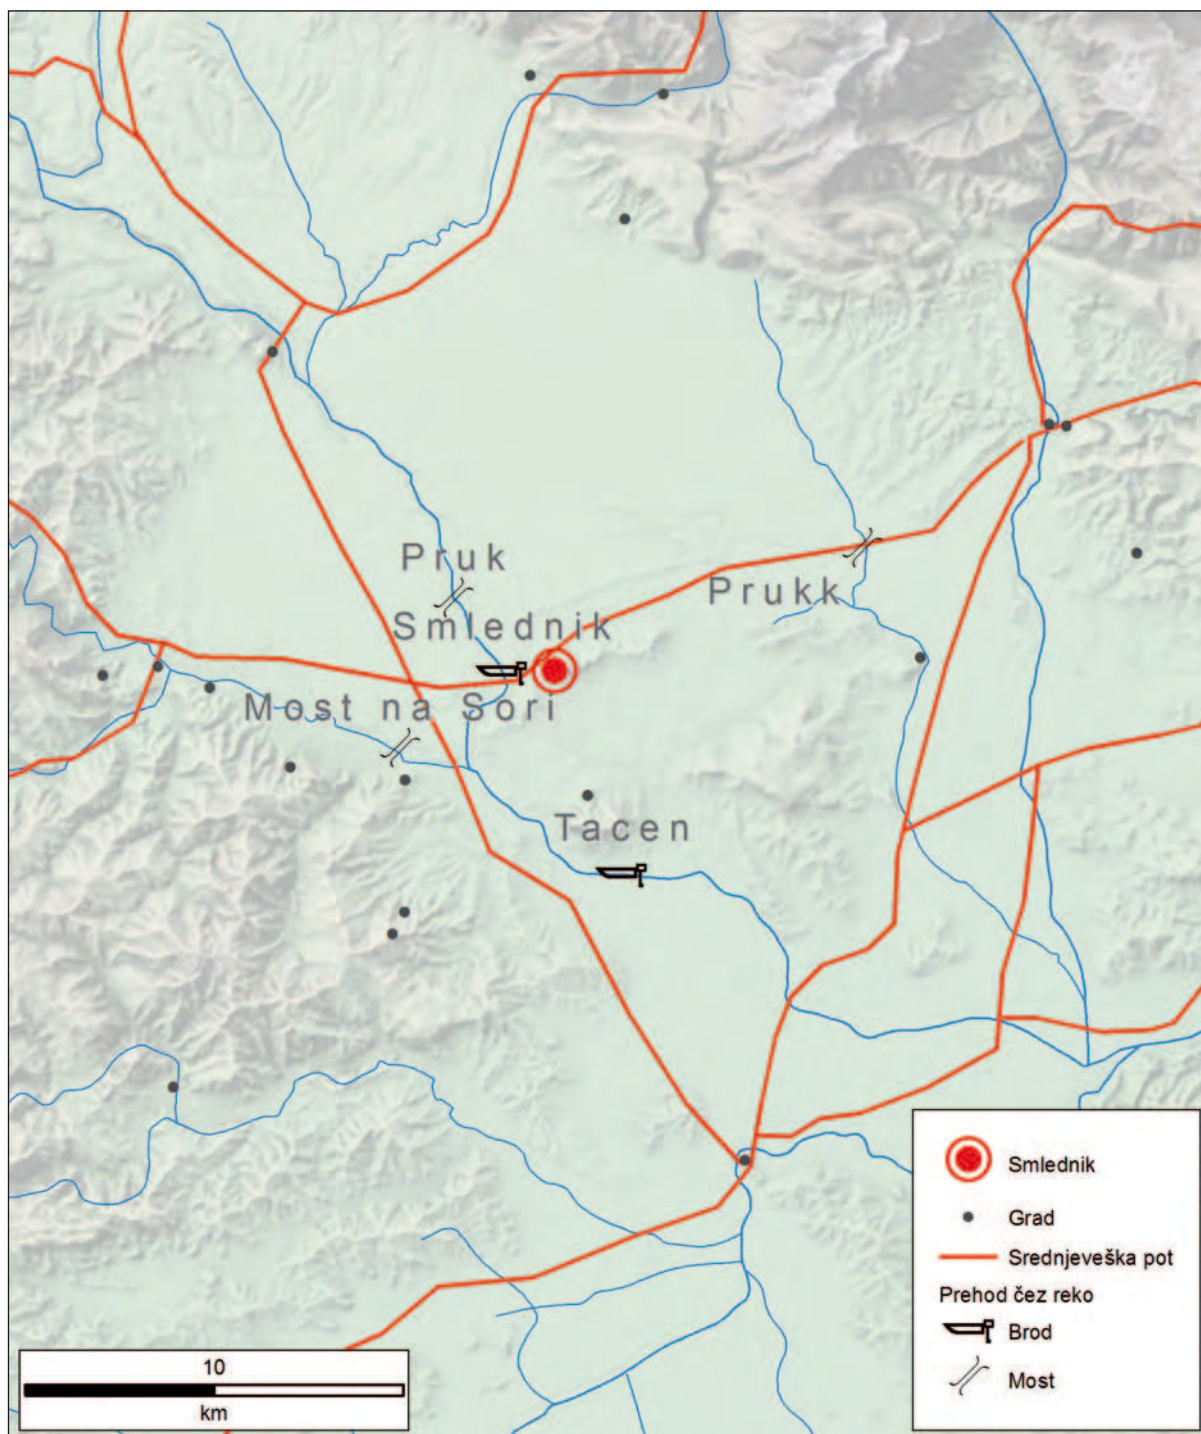 Pruk
Prukk
Smlednik
Most na Sori
Tacen
Smlednik
Grad
Srednjeveška pot
Prehod čez reko
Brod
Most
10
km